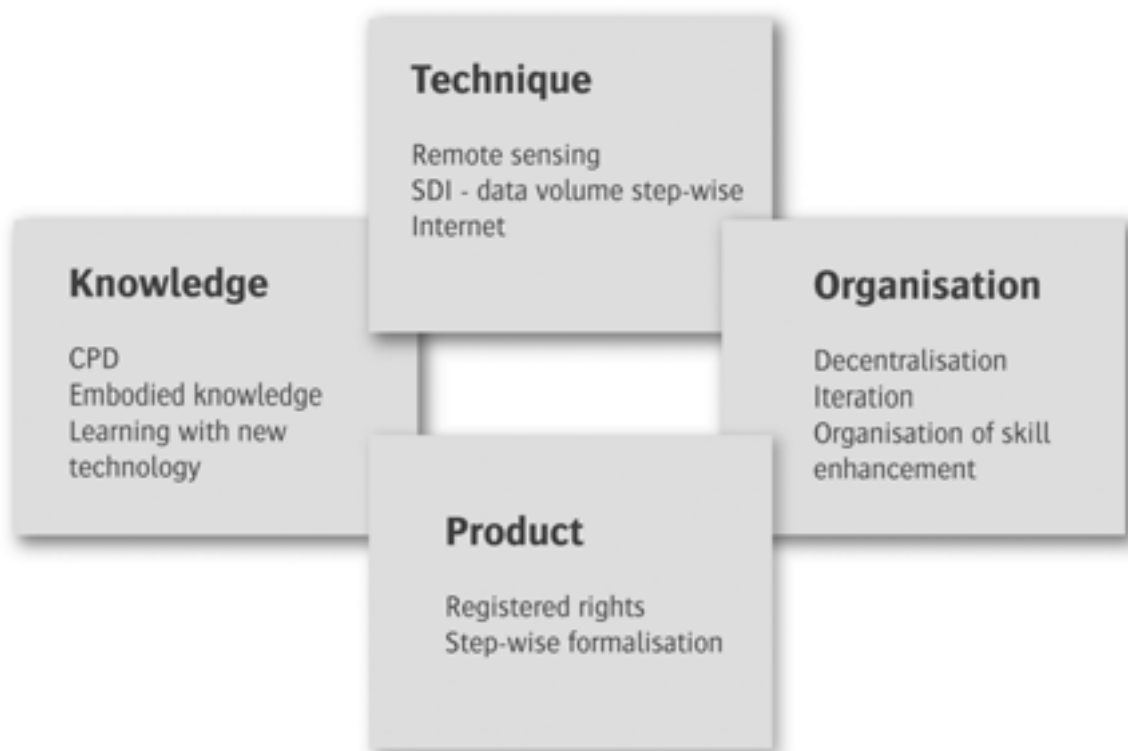 Technique
Remote sensing
SDI - data volume step-wise
Internet
Knowledge
CPD
Embodied knowledge
Learning with new
technology
Organisation
Decentralisation
Iteration
Organisation of skill
enhancement
Product
Registered rights
Step-wise formalisation